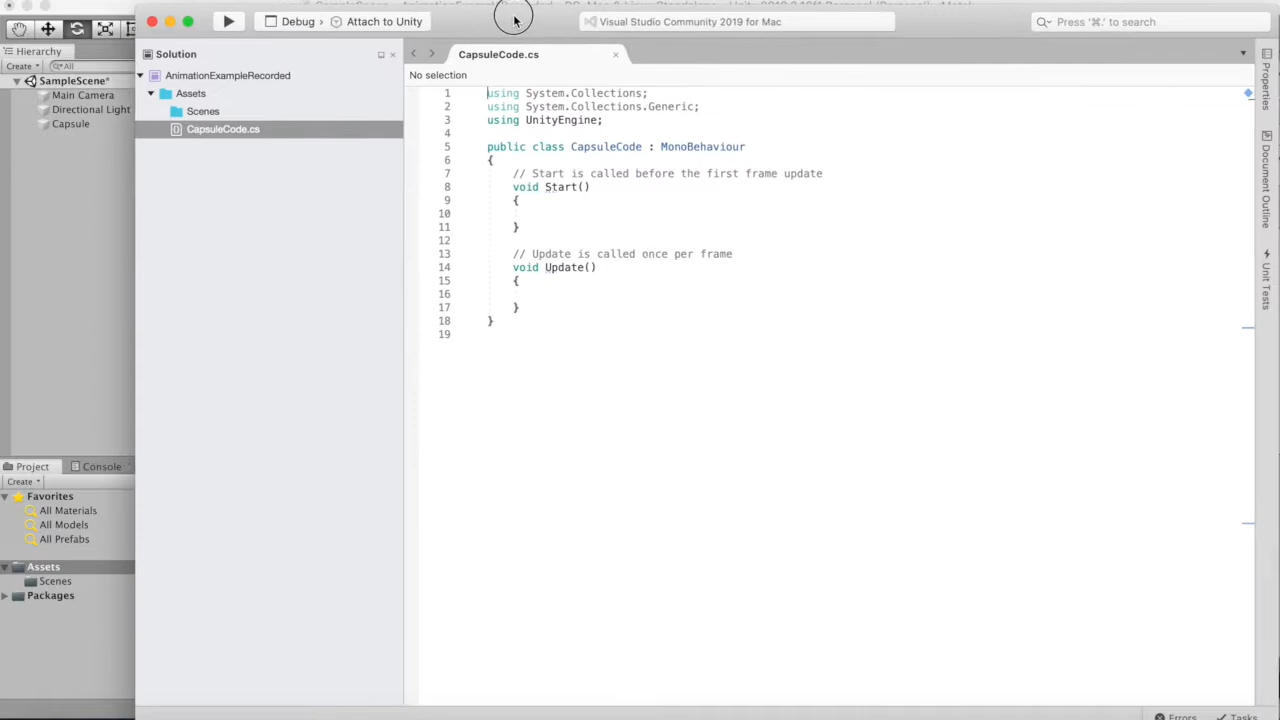 Debug › Attach to Unity
Visual Studio Community 2019 for Mac
Press '⌘.' to search
Hierarchy
Create
All
SampleScene*
Main Camera
Directional Light
Capsule
Project
Console
Create
Favorites
All Materials
All Models
All Prefabs
Assets
Scenes
Packages
Solution
AnimationExampleRecorded
Assets
Scenes
CapsuleCode.cs
CapsuleCode.cs
No selection
1 using System.Collections;
2 using System.Collections.Generic;
3 using UnityEngine;
4
5 public class CapsuleCode : MonoBehaviour
6 {
7 // Start is called before the first frame update
8 void Start()
9 {
10
11 }
12
13 // Update is called once per frame
14 void Update()
15 {
16
17 }
18 }
19
Properties
Document Outline
Unit Tests
Errors
Tasks